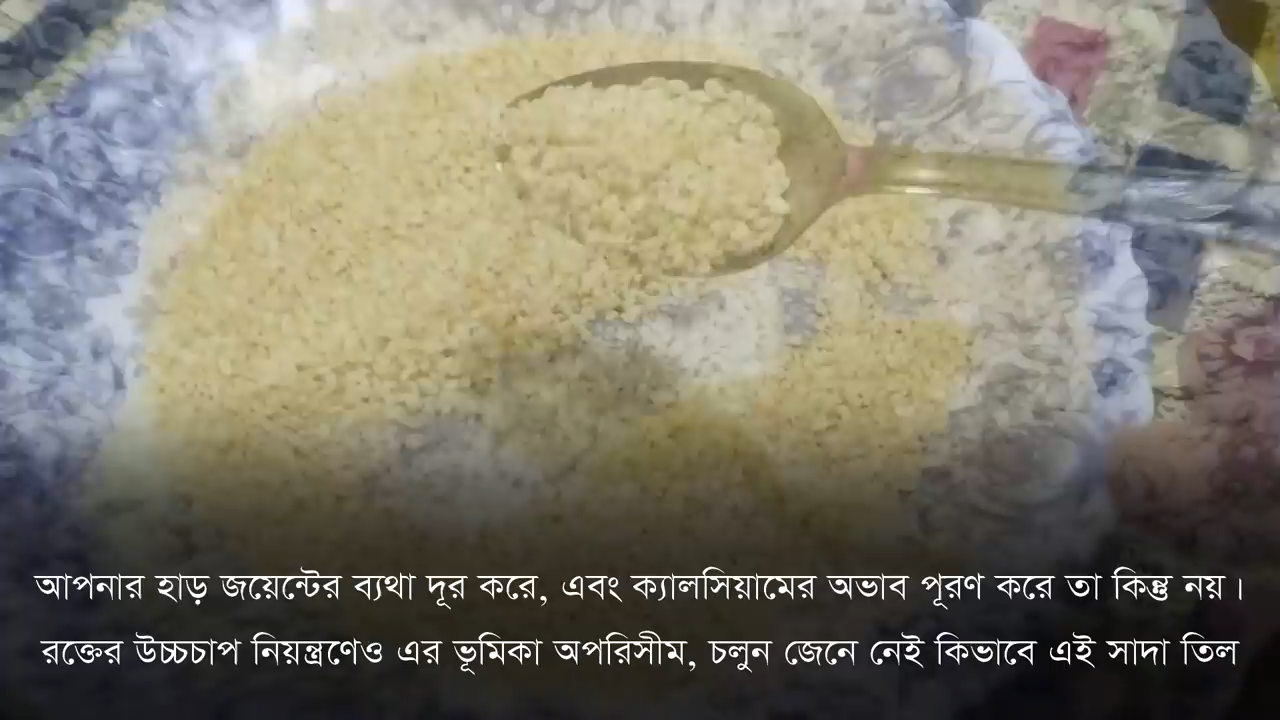 আপনার হাড় জয়েন্টের ব্যথা দূর করে, এবং ক্যালসিয়ামের অভাব পূরণ করে তা কিন্তু নয়।
রক্তের উচ্চচাপ নিয়ন্ত্রণেও এর ভূমিকা অপরিসীম, চলুন জেনে নেই কিভাবে এই সাদা তিল